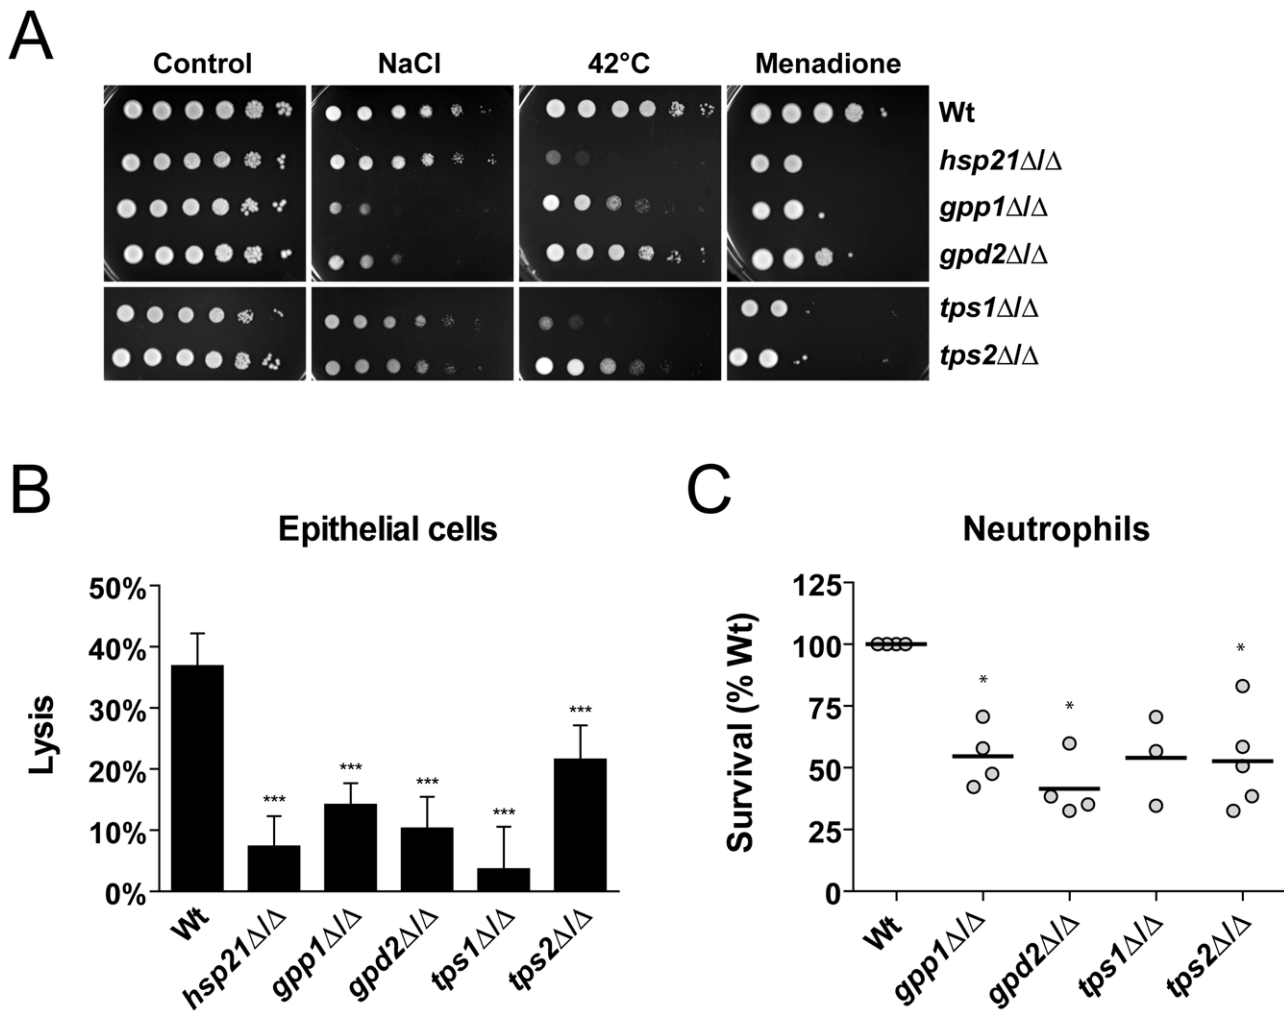 A
Control NaCl 42°C Menadione
Wt
hsp21Δ/Δ
gpp1Δ/Δ
gpd2Δ/Δ
tps1Δ/Δ
tps2Δ/Δ
B
Epithelial cells
Lysis
50%
40%
30%
20%
10%
0%
***
***
***
***
***
Wt hsp21Δ/Δ gpp1Δ/Δ gpd2Δ/Δ tps1Δ/Δ tps2Δ/Δ
C
Neutrophils
Survival (% Wt)
125
100
75
50
25
0
*
*
*
Wt gpp1Δ/Δ gpd2Δ/Δ tps1Δ/Δ tps2Δ/Δ